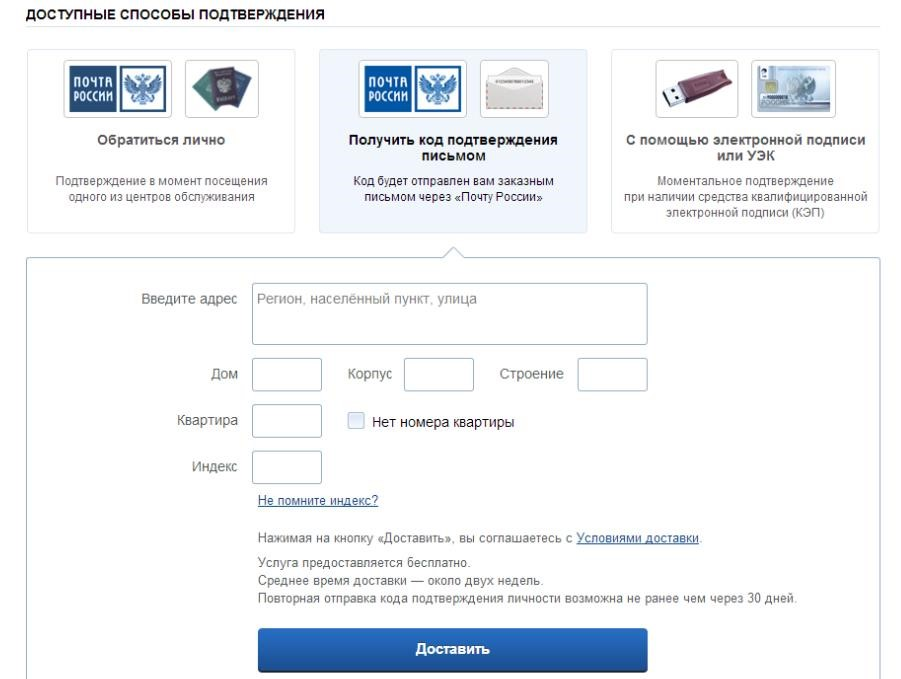 ДОСТУПНЫЕ СПОСОБЫ ПОДТВЕРЖДЕНИЯ
ПОЧТА
РОССИИ
Обратиться лично
Подтверждение в момент посещения
одного из центров обслуживания
ПОЧТА
РОССИИ
Получить код подтверждения
письмом
Код будет отправлен вам заказным
письмом через «Почту России»
С помощью электронной подписи
или УЭК
Моментальное подтверждение
при наличии средства квалифицированной
электронной подписи (КЭП)
Введите адрес
Регион, населённый пункт, улица
Дом Корпус Строение
Квартира Нет номера квартиры
Индекс
Не помните индекс?
Нажимая на кнопку «Доставить», вы соглашаетесь с Условиями доставки.
Услуга предоставляется бесплатно.
Среднее время доставки — около двух недель.
Повторная отправка кода подтверждения личности возможна не ранее чем через 30 дней.
Доставить